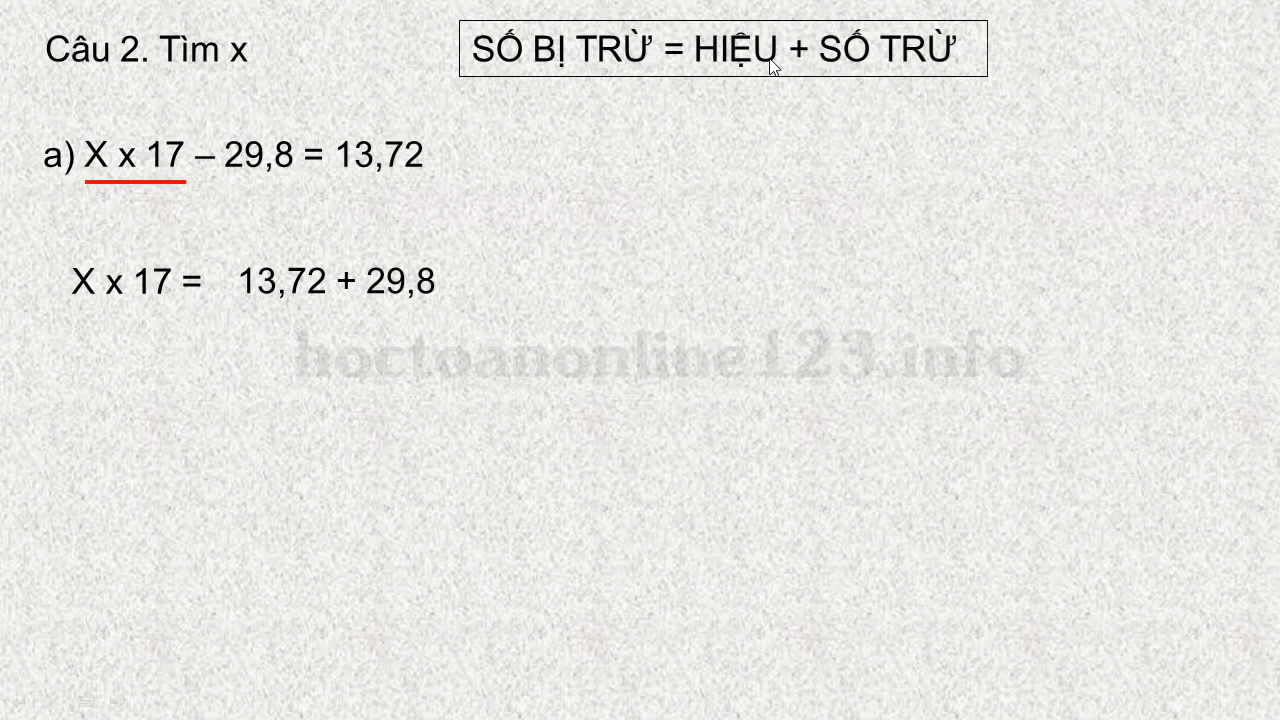 Câu 2. Tìm x
SỐ BỊ TRỪ = HIỆU + SỐ TRỪ
a) X x 17 – 29,8 = 13,72
X x 17 = 13,72 + 29,8
hoctoanonline123.info